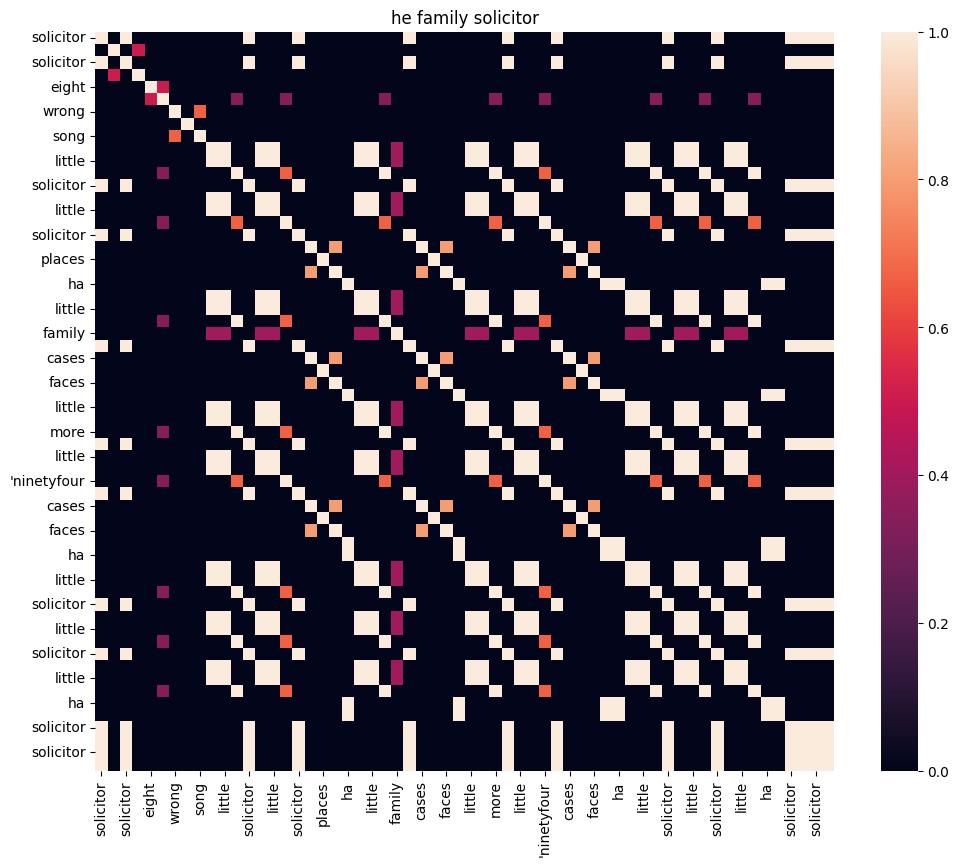 he family solicitor
solicitor
solicitor
eight
wrong
song
little
solicitor
little
solicitor
places
ha
little
family
cases
faces
little
more
little
'ninetyfour
cases
faces
ha
little
solicitor
little
solicitor
little
ha
solicitor
solicitor
1.0
0.8
0.6
0.4
0.2
0.0
solicitor
solicitor
eight
wrong
song
little
solicitor
little
solicitor
places
ha
little
family
cases
faces
little
more
little
'ninetyfour
cases
faces
ha
little
solicitor
little
solicitor
little
ha
solicitor
solicitor